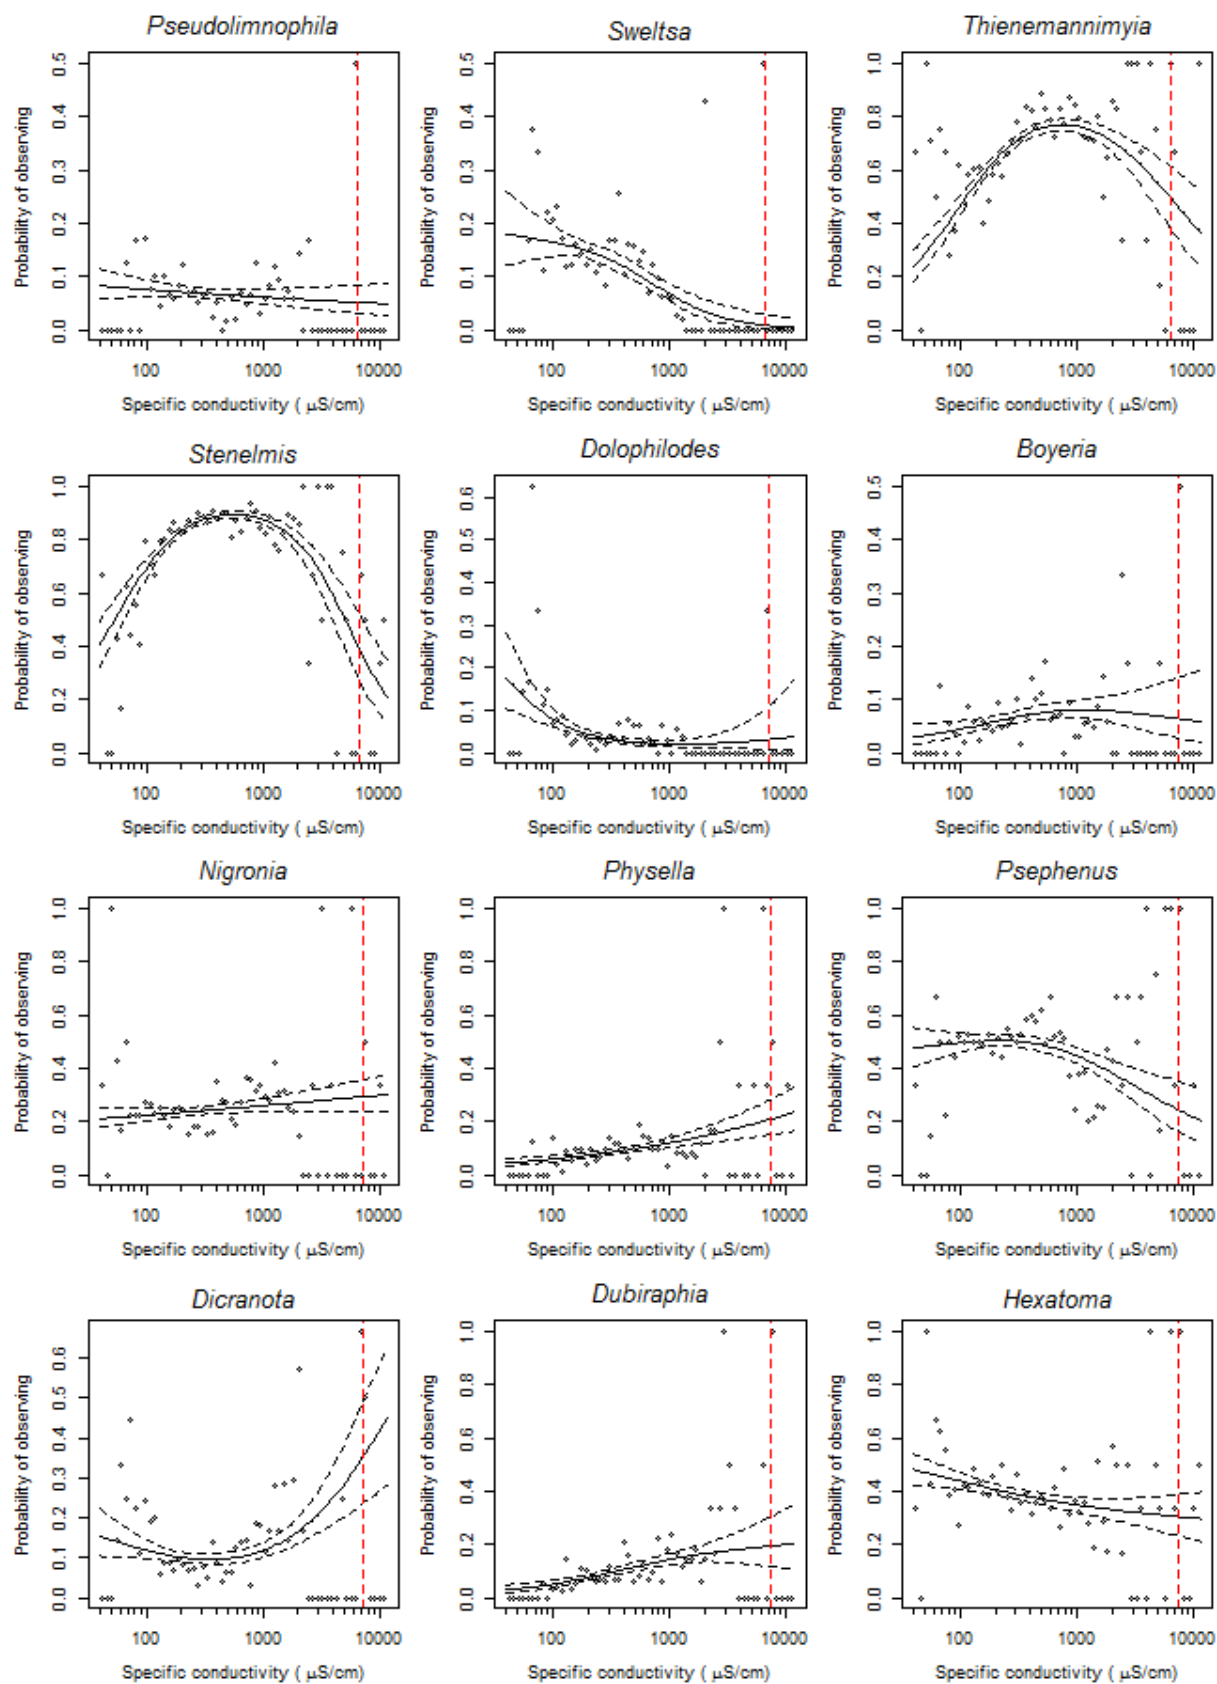 Pseudolimnophila
Probability of observing
0.0 0.1 0.2 0.3 0.4 0.5
100 1000 10000
Specific conductivity ( μS/cm)
Sweltsa
Probability of observing
0.0 0.1 0.2 0.3 0.4 0.5
100 1000 10000
Specific conductivity ( μS/cm)
Thienemannimyia
Probability of observing
0.0 0.2 0.4 0.6 0.8 1.0
100 1000 10000
Specific conductivity ( μS/cm)
Stenelmis
Probability of observing
0.0 0.2 0.4 0.6 0.8 1.0
100 1000 10000
Specific conductivity ( μS/cm)
Dolophilodes
Probability of observing
0.0 0.1 0.2 0.3 0.4 0.5 0.6
100 1000 10000
Specific conductivity ( μS/cm)
Boyeria
Probability of observing
0.0 0.1 0.2 0.3 0.4 0.5
100 1000 10000
Specific conductivity ( μS/cm)
Nigronia
Probability of observing
0.0 0.2 0.4 0.6 0.8 1.0
100 1000 10000
Specific conductivity ( μS/cm)
Physella
Probability of observing
0.0 0.2 0.4 0.6 0.8 1.0
100 1000 10000
Specific conductivity ( μS/cm)
Psephenus
Probability of observing
0.0 0.2 0.4 0.6 0.8 1.0
100 1000 10000
Specific conductivity ( μS/cm)
Dicranota
Probability of observing
0.0 0.1 0.2 0.3 0.4 0.5 0.6
100 1000 10000
Specific conductivity ( μS/cm)
Dubiraphia
Probability of observing
0.0 0.2 0.4 0.6 0.8 1.0
100 1000 10000
Specific conductivity ( μS/cm)
Hexatoma
Probability of observing
0.0 0.2 0.4 0.6 0.8 1.0
100 1000 10000
Specific conductivity ( μS/cm)